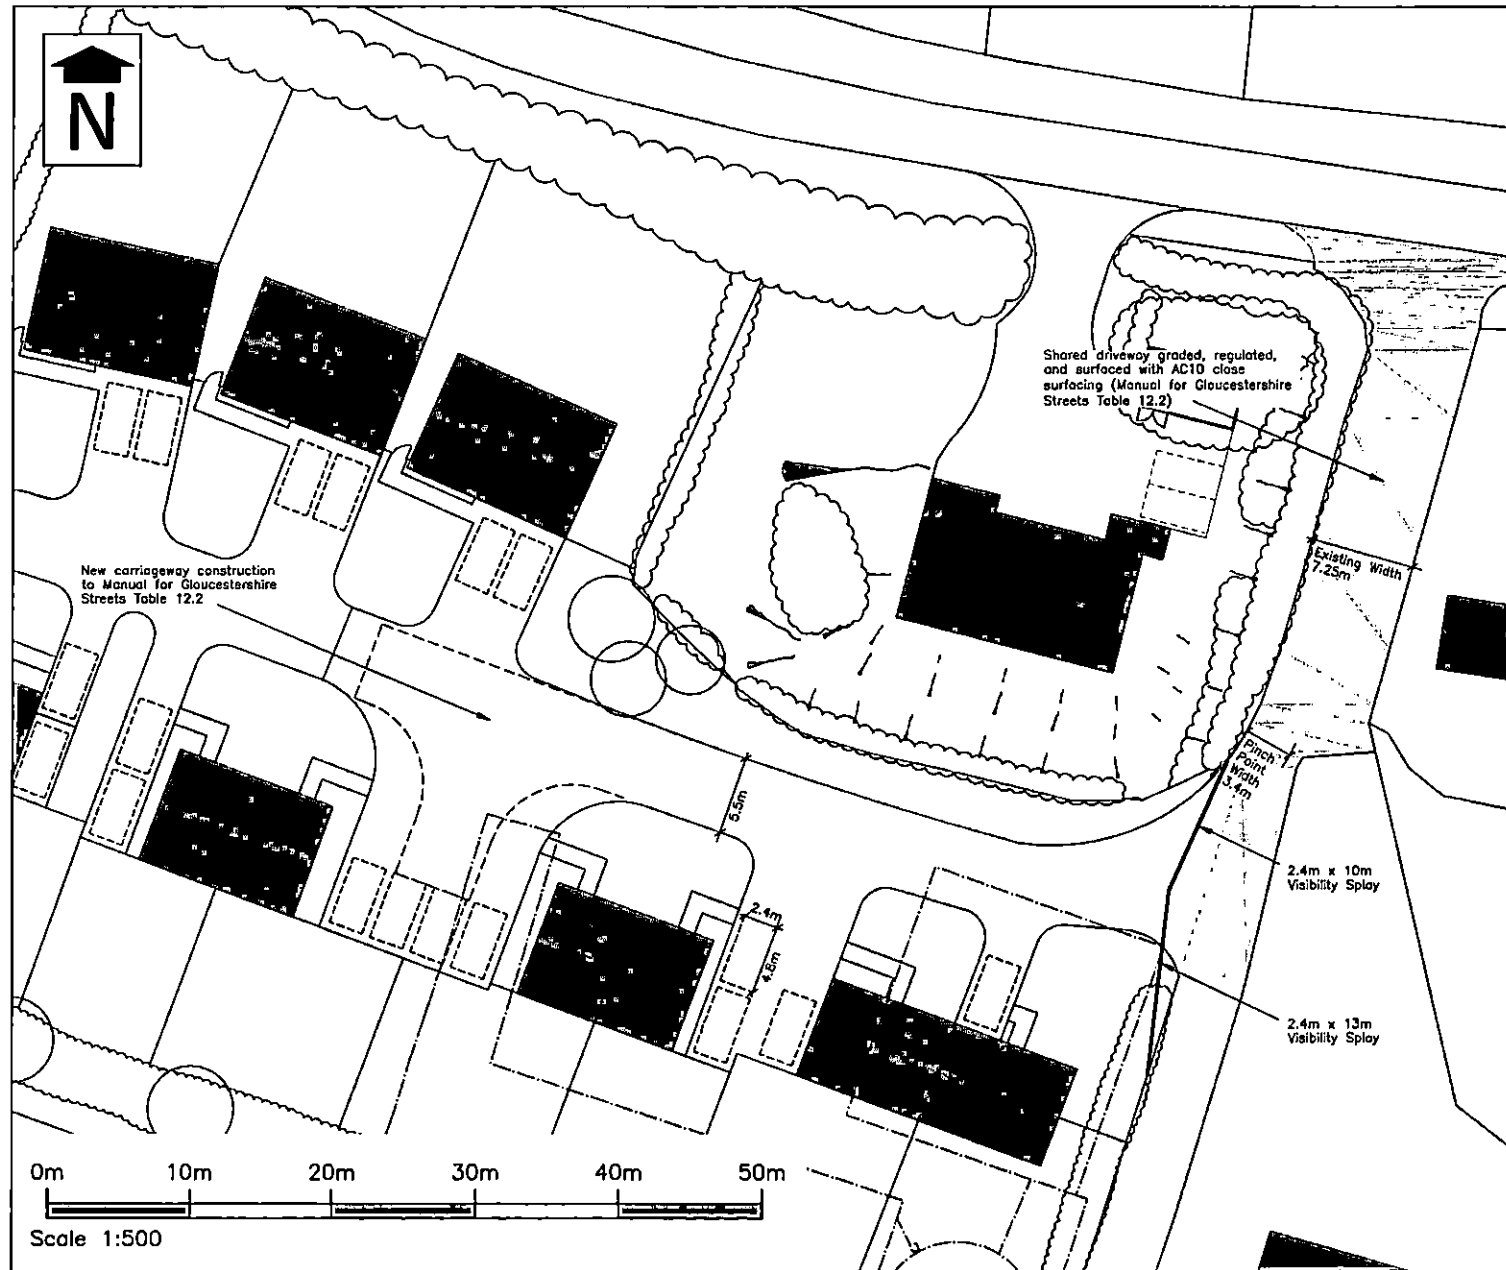 N
Shared driveway graded, regulated,
and surfaced with AC10 close
surfacing (Manual for Gloucestershire
Streets Table 12.2)
Existing Width
7.25m
New carriageway construction
to Manual for Gloucestershire
Streets Table 12.2
Pinch
Point
Width
3.4m
5.5m
2.4m x 10m
Visibility Splay
2.4m
4.8m
2.4m x 13m
Visibility Splay
0m 10m 20m 30m 40m 50m
Scale 1:500